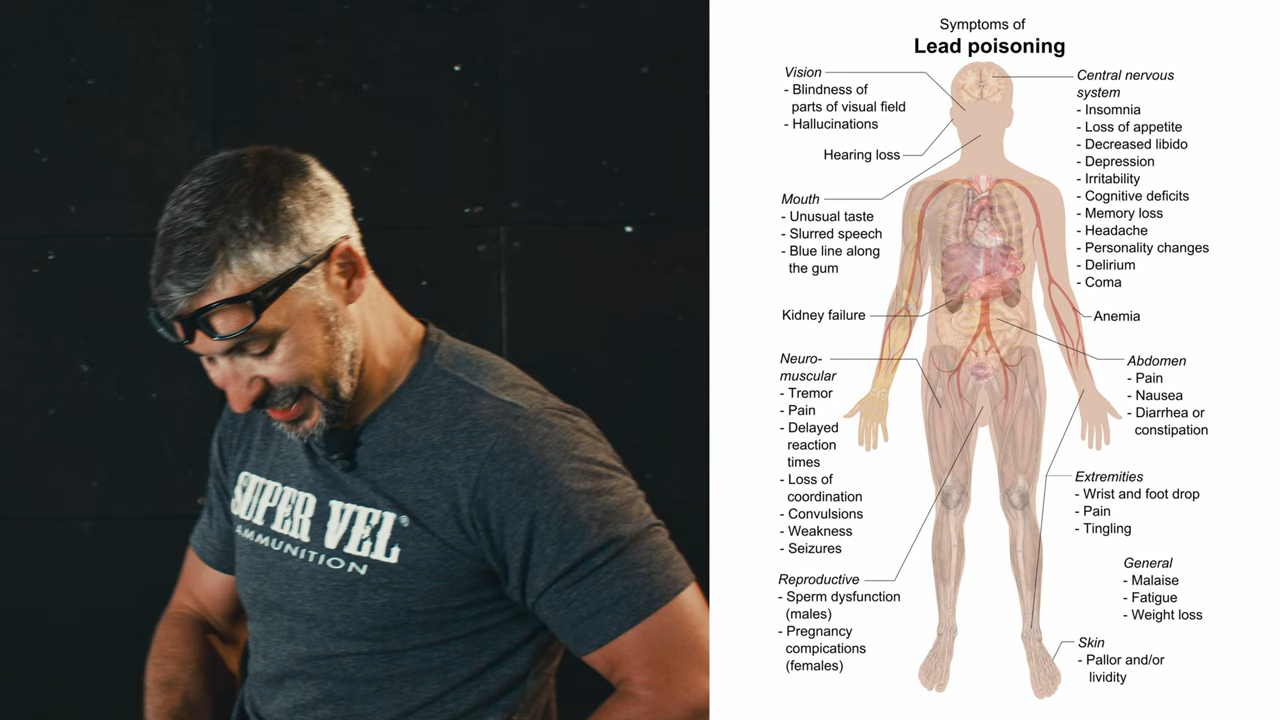 SUPER VEL®
AMMUNITION
Symptoms of
Lead poisoning
Vision
- Blindness of
parts of visual field
- Hallucinations
Hearing loss
Mouth
- Unusual taste
- Slurred speech
- Blue line along
the gum
Kidney failure
Neuro-
muscular
- Tremor
- Pain
- Delayed
reaction
times
- Loss of
coordination
- Convulsions
- Weakness
- Seizures
Reproductive
- Sperm dysfunction
(males)
- Pregnancy
compications
(females)
Central nervous
system
- Insomnia
- Loss of appetite
- Decreased libido
- Depression
- Irritability
- Cognitive deficits
- Memory loss
- Headache
- Personality changes
- Delirium
- Coma
Anemia
Abdomen
- Pain
- Nausea
- Diarrhea or
constipation
Extremities
- Wrist and foot drop
- Pain
- Tingling
General
- Malaise
- Fatigue
- Weight loss
Skin
- Pallor and/or
lividity